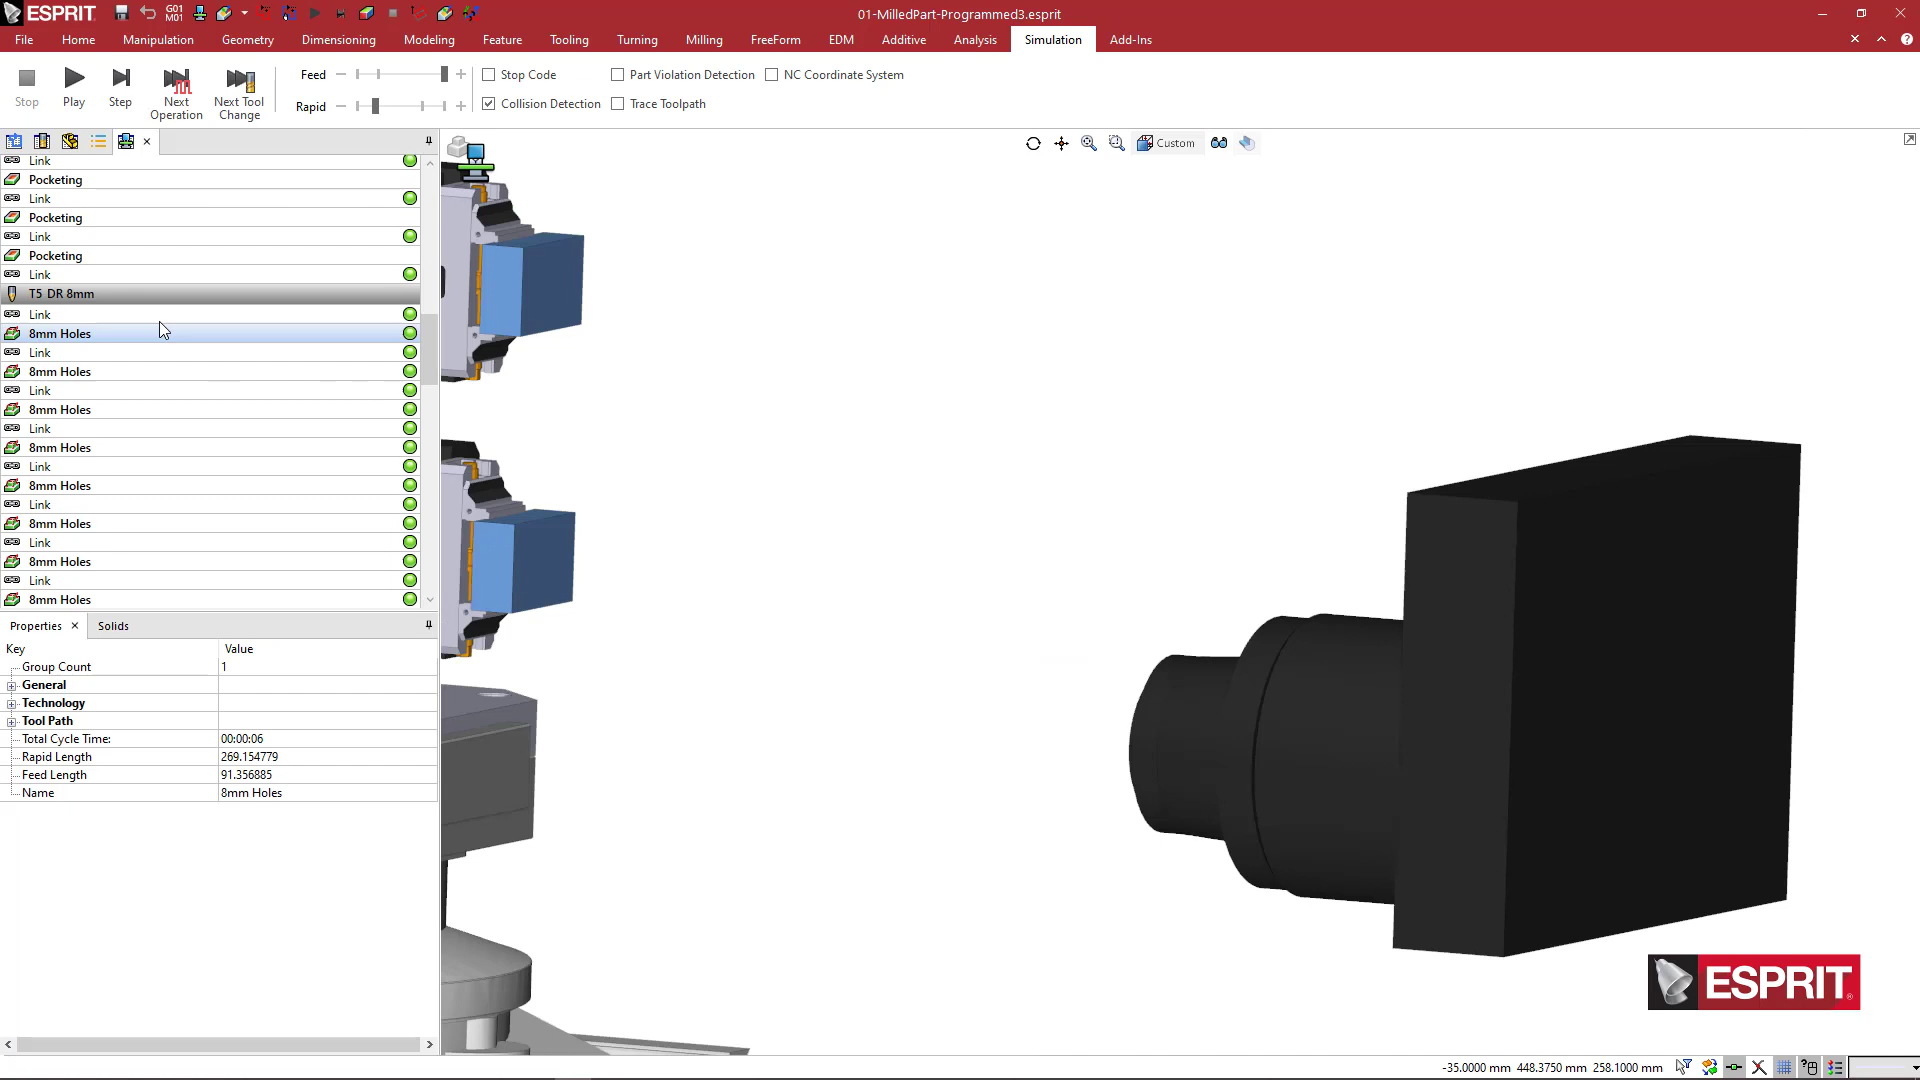 ESPRIT
G01
M01
01-MilledPart-Programmed3.esprit
File
Home
Manipulation
Geometry
Dimensioning
Modeling
Feature
Tooling
Turning
Milling
FreeForm
EDM
Additive
Analysis
Simulation
Add-Ins
Stop
Play
Step
Next
Operation
Next Tool
Change
Feed
Rapid
Stop Code
Collision Detection
Part Violation Detection
Trace Toolpath
NC Coordinate System
Custom
Link
Pocketing
Link
Pocketing
Link
Pocketing
Link
T5 DR 8mm
Link
8mm Holes
Link
8mm Holes
Link
8mm Holes
Link
8mm Holes
Link
8mm Holes
Link
8mm Holes
Link
8mm Holes
Link
8mm Holes
Properties
Solids
Key Value
Group Count 1
General
Technology
Tool Path
Total Cycle Time: 00:00:06
Rapid Length 269.154779
Feed Length 91.356885
Name 8mm Holes
ESPRIT
-35.0000 mm 448.3750 mm 258.1000 mm